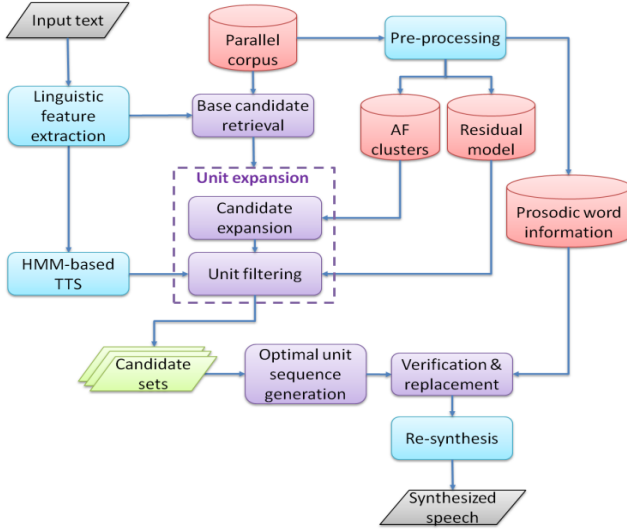 Input text
Parallel
corpus
Pre-processing
Linguistic
feature
extraction
Base candidate
retrieval
AF
clusters
Residual
model
Unit expansion
Candidate
expansion
Prosodic word
information
HMM-based
TTS
Unit filtering
Candidate
sets
Optimal unit
sequence
generation
Verification &
replacement
Re-synthesis
Synthesized
speech